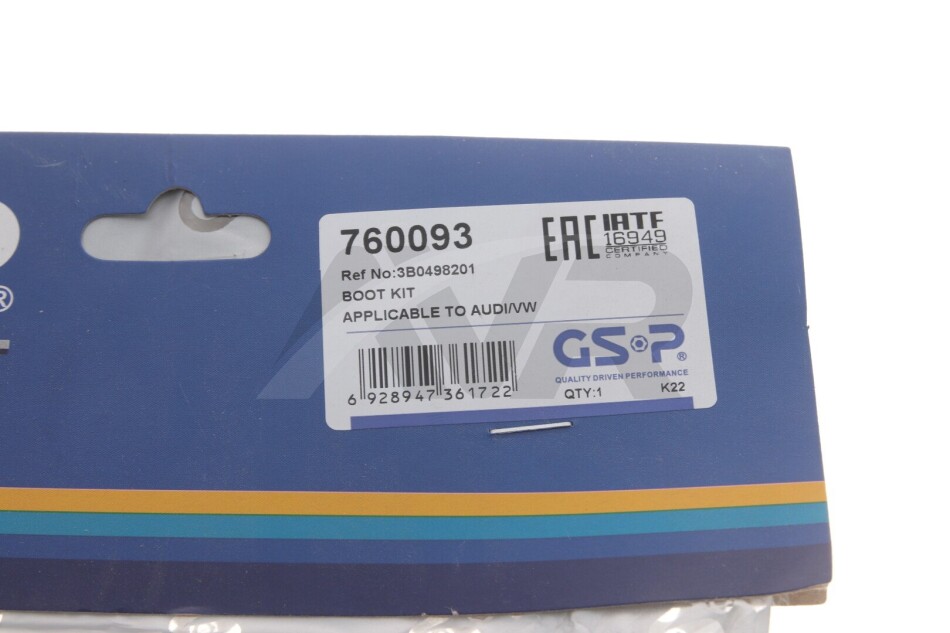 760093
EAC IATF
16949
CERTIFIED
COMPANY
Ref No:3B0498201
BOOT KIT
APPLICABLE TO AUDI/VW
GSP®
QUALITY DRIVEN PERFORMANCE
6 928947 361722
QTY:1 K22
®
AVR